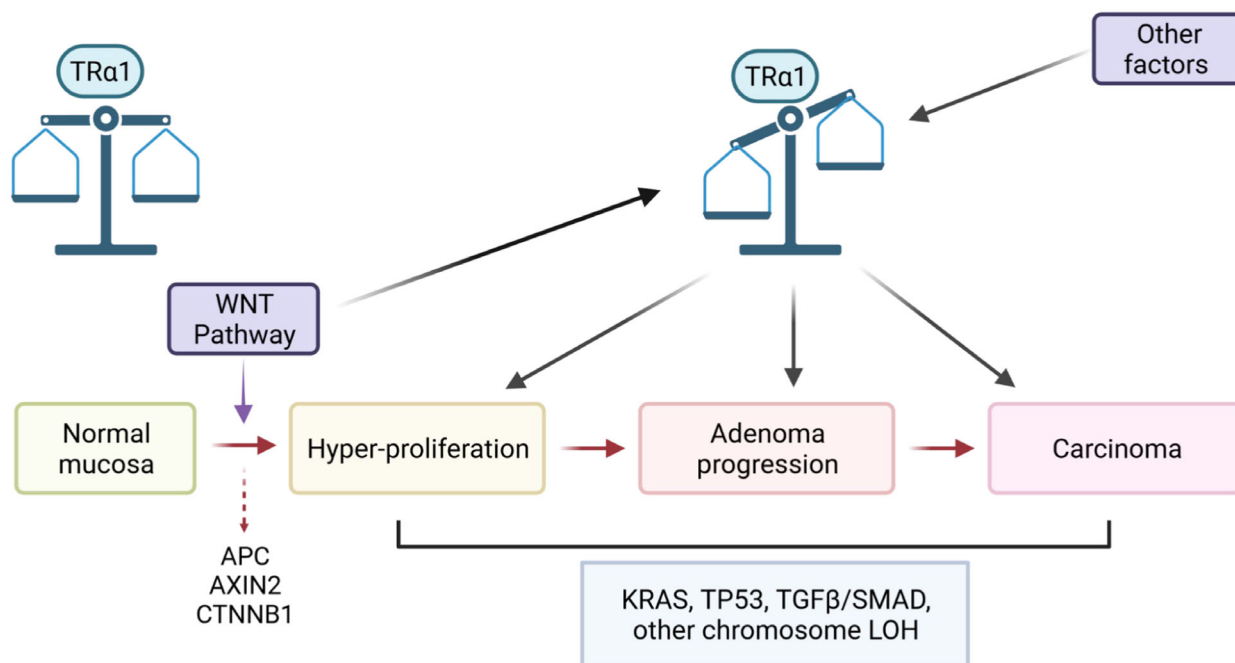 TRα1
TRα1
Other
factors
WNT
Pathway
Normal
mucosa
Hyper-proliferation
Adenoma
progression
Carcinoma
APC
AXIN2
CTNNB1
KRAS, TP53, TGFβ/SMAD,
other chromosome LOH